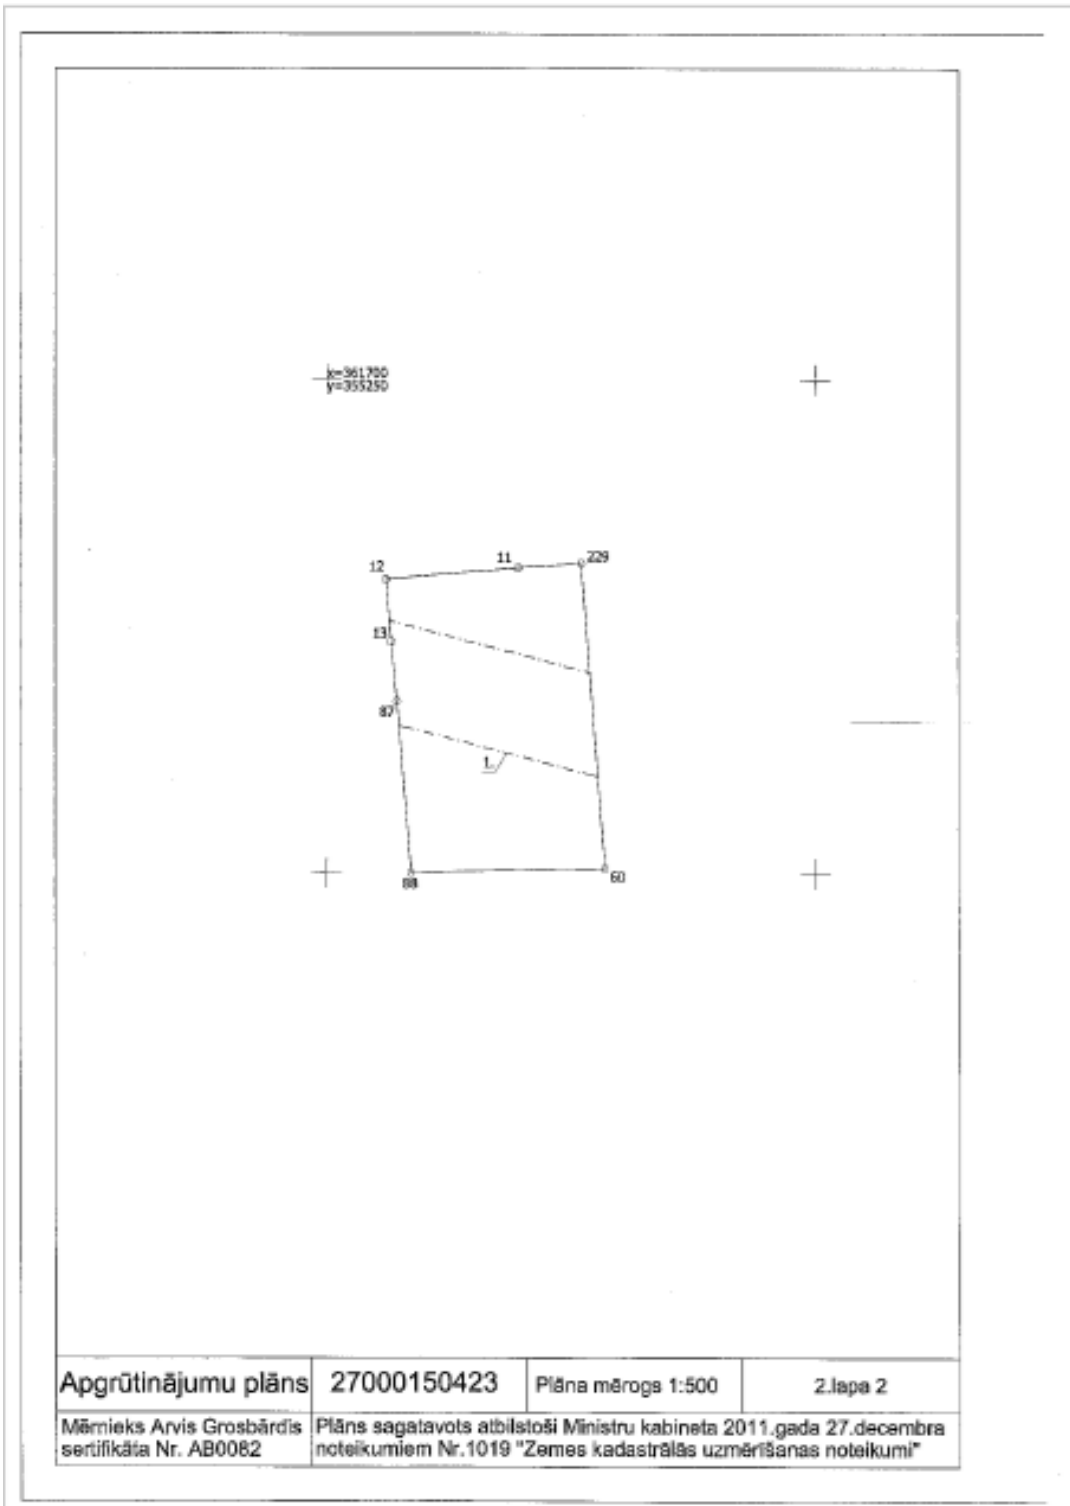 x=361700
y=355250
12
11
229
13
87
1.
88
60
Apgrūtinājumu plāns
27000150423
Plāna mērogs 1:500
2.lapa 2
Mērnieks Arvis Grosbārdis
sertifikāta Nr. AB0082
Plāns sagatavots atbilstoši Ministru kabineta 2011.gada 27.decembra
noteikumiem Nr.1019 "Zemes kadastrālās uzmērīšanas noteikumi"